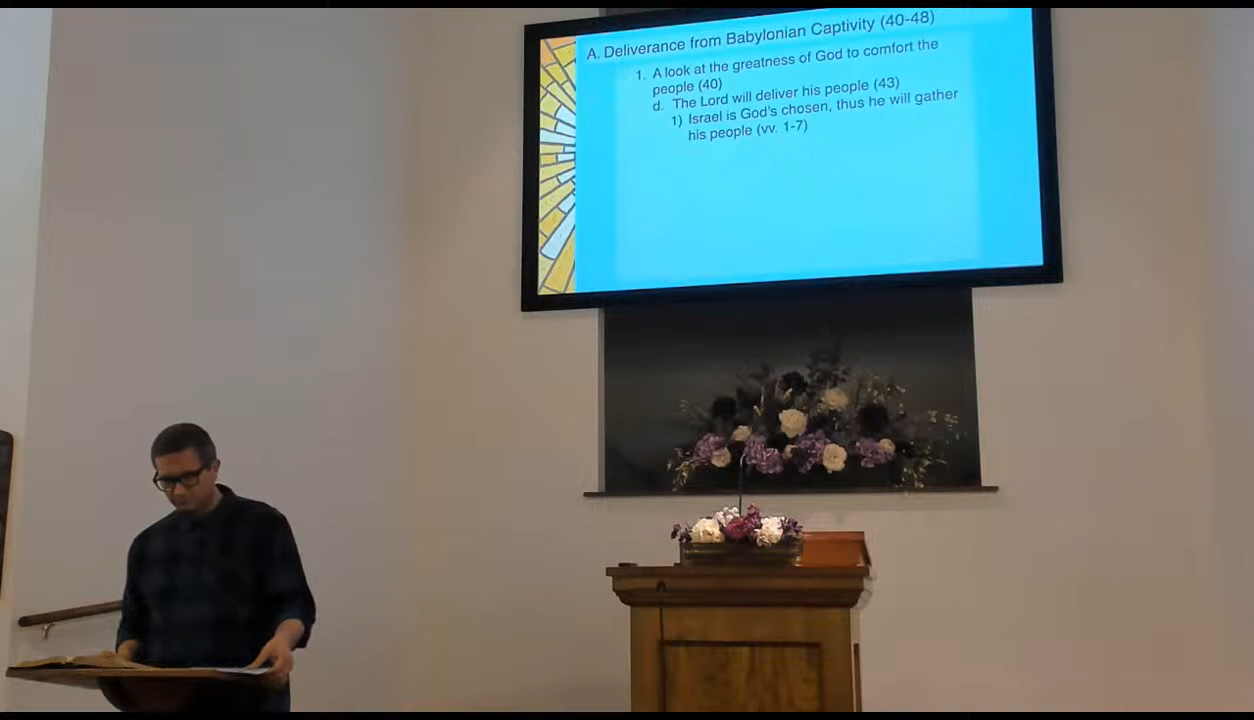 A. Deliverance from Babylonian Captivity (40-48)
1. A look at the greatness of God to comfort the
people (40)
d. The Lord will deliver his people (43)
1) Israel is God's chosen, thus he will gather
his people (vv. 1-7)